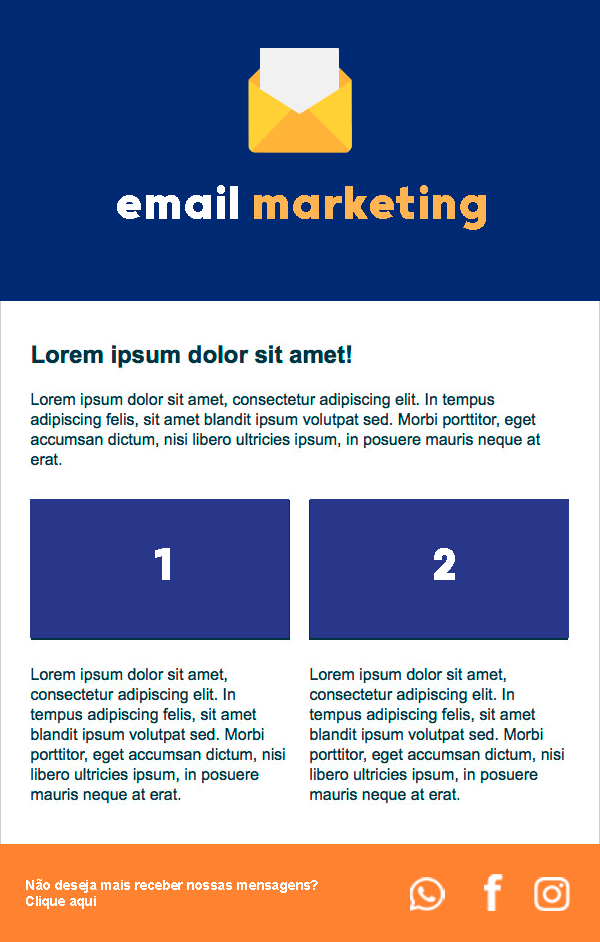 email marketing
Lorem ipsum dolor sit amet!
Lorem ipsum dolor sit amet, consectetur adipiscing elit. In tempus
adipiscing felis, sit amet blandit ipsum volutpat sed. Morbi porttitor, eget
accumsan dictum, nisi libero ultricies ipsum, in posuere mauris neque at
erat.
1
Lorem ipsum dolor sit amet,
consectetur adipiscing elit. In
tempus adipiscing felis, sit amet
blandit ipsum volutpat sed. Morbi
porttitor, eget accumsan dictum, nisi
libero ultricies ipsum, in posuere
mauris neque at erat.
2
Lorem ipsum dolor sit amet,
consectetur adipiscing elit. In
tempus adipiscing felis, sit amet
blandit ipsum volutpat sed. Morbi
porttitor, eget accumsan dictum, nisi
libero ultricies ipsum, in posuere
mauris neque at erat.
Não deseja mais receber nossas mensagens?
Clique aqui